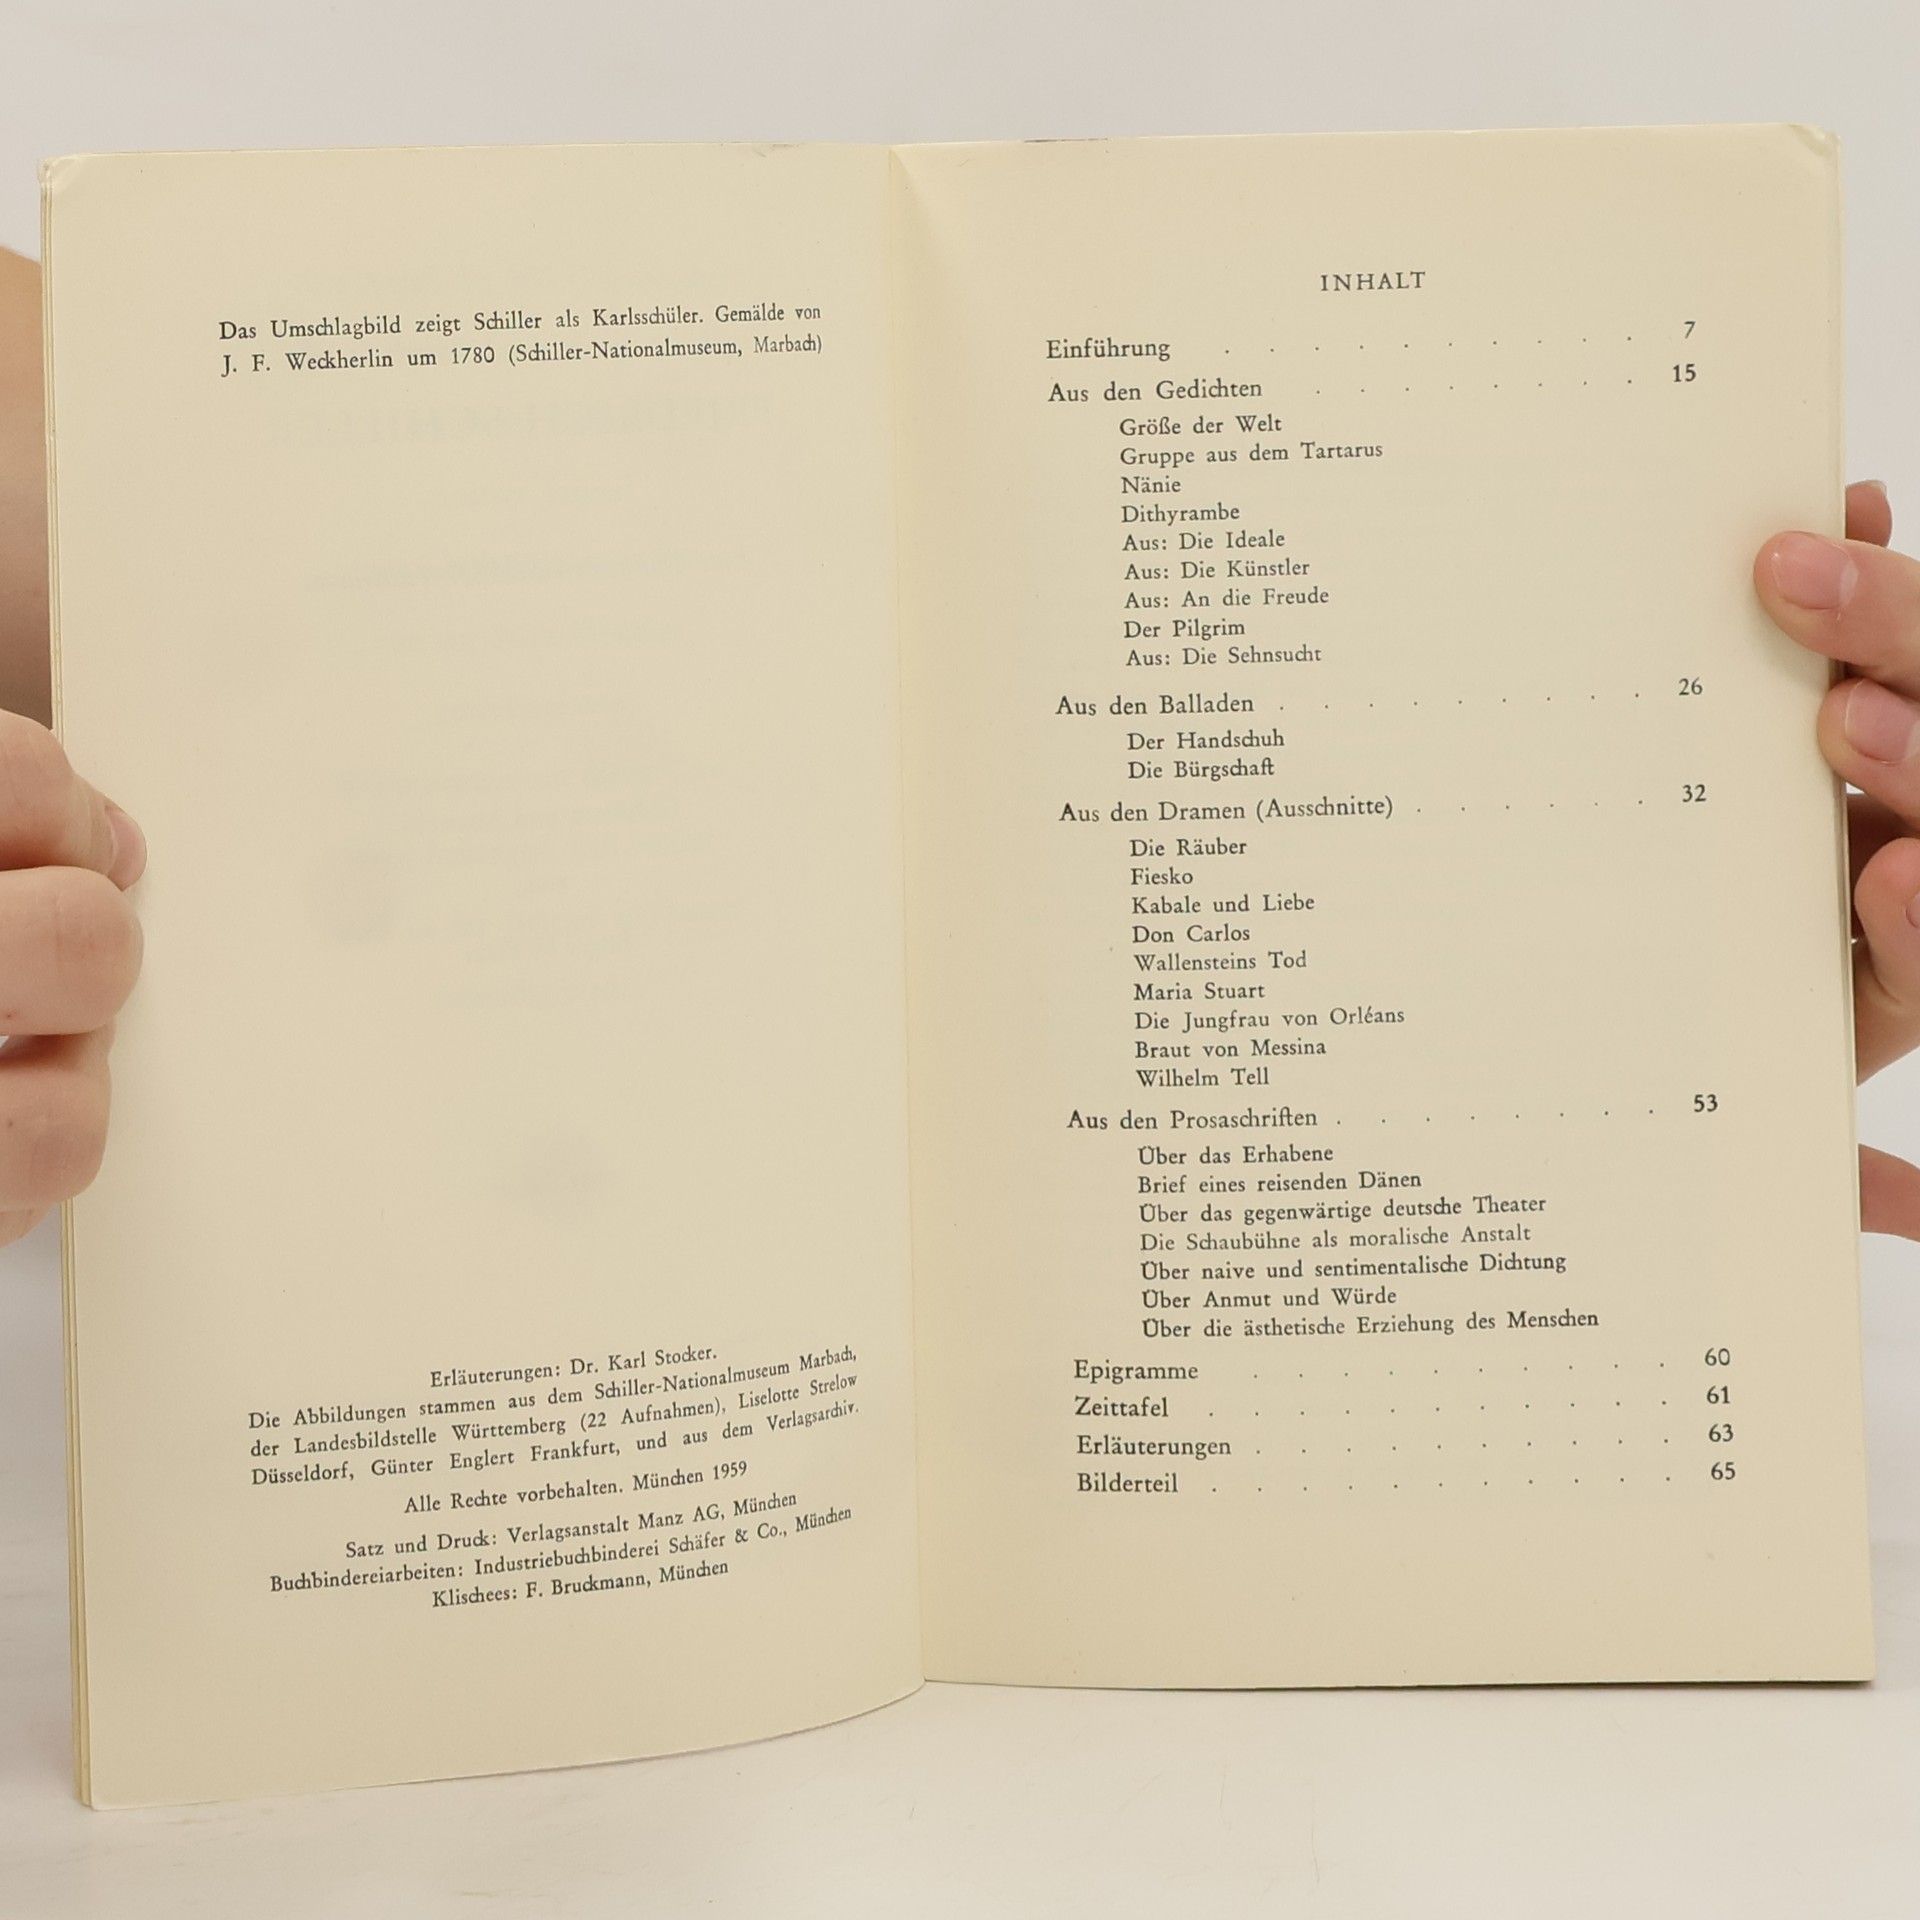 Das Umschlagbild zeigt Schiller als Karlsschüler. Gemälde von
J. F. Weckherlin um 1780 (Schiller-Nationalmuseum, Marbach)
Erläuterungen: Dr. Karl Stocker.
Die Abbildungen stammen aus dem Schiller-Nationalmuseum Marbach,
der Landesbildstelle Württemberg (22 Aufnahmen), Liselotte Strelow
Düsseldorf, Günter Englert Frankfurt, und aus dem Verlagsarchiv.
Alle Rechte vorbehalten. München 1959
Satz und Druck: Verlagsanstalt Manz AG, München
Buchbindereiarbeiten: Industriebuchbinderei Schäfer & Co., München
Klischees: F. Bruckmann, München
INHALT
Einführung . . . . . . . . . . 7
Aus den Gedichten . . . . . . . . 15
Größe der Welt
Gruppe aus dem Tartarus
Nänie
Dithyrambe
Aus: Die Ideale
Aus: Die Künstler
Aus: An die Freude
Der Pilgrim
Aus: Die Sehnsucht
Aus den Balladen . . . . . . . . . 26
Der Handschuh
Die Bürgschaft
Aus den Dramen (Ausschnitte) . . . . . . 32
Die Räuber
Fiesko
Kabale und Liebe
Don Carlos
Wallensteins Tod
Maria Stuart
Die Jungfrau von Orléans
Braut von Messina
Wilhelm Tell
Aus den Prosaschriften . . . . . . . . 53
Über das Erhabene
Brief eines reisenden Dänen
Über das gegenwärtige deutsche Theater
Die Schaubühne als moralische Anstalt
Über naive und sentimentalische Dichtung
Über Anmut und Würde
Über die ästhetische Erziehung des Menschen
Epigramme . . . . . . . . . . 60
Zeittafel . . . . . . . . . . . 61
Erläuterungen . . . . . . . . . . 63
Bilderteil . . . . . . . . . . . 65